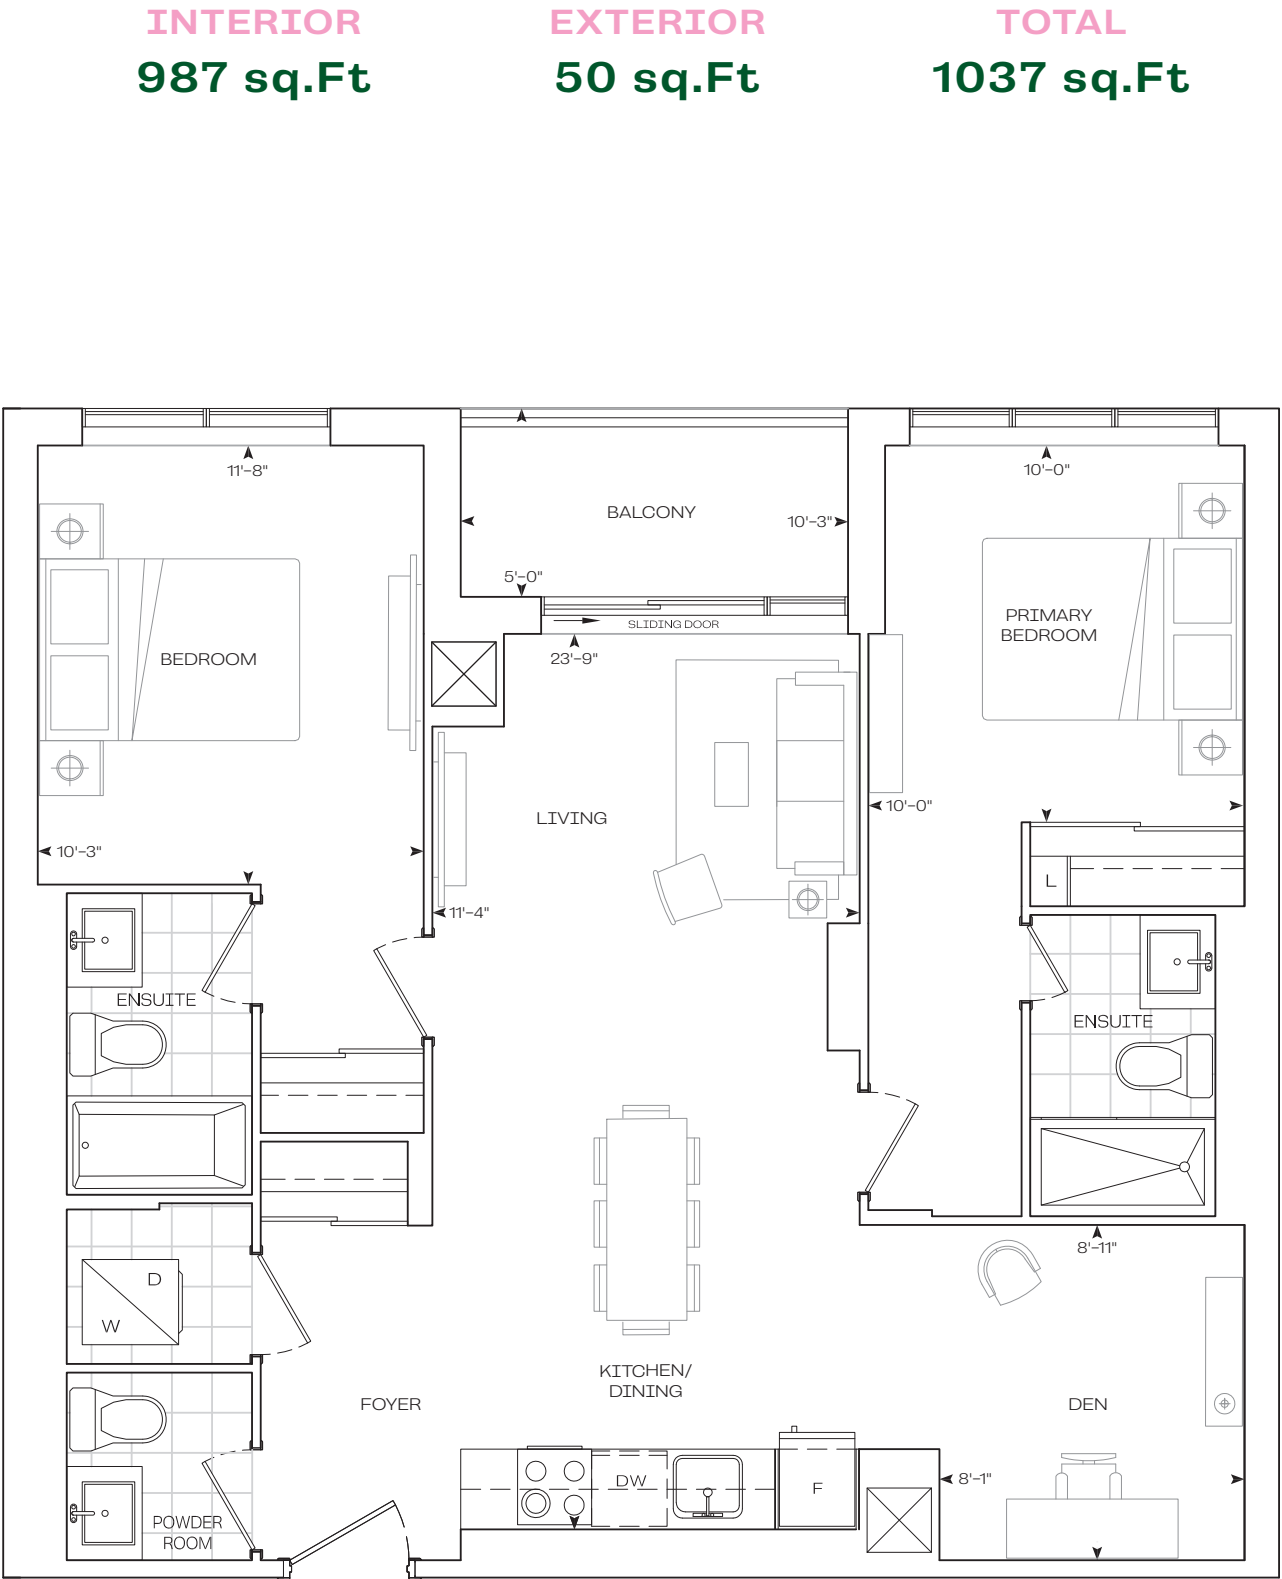 INTERIOR
987 sq.Ft
EXTERIOR
50 sq.Ft
TOTAL
1037 sq.Ft
11'-8"
10'-0"
BALCONY
10'-3"
5'-0"
SLIDING DOOR
PRIMARY
BEDROOM
23'-9"
BEDROOM
LIVING
10'-0"
10'-3"
L
11'-4"
ENSUITE
ENSUITE
8'-11"
D
W
KITCHEN/
DINING
FOYER
DEN
DW
F
8'-1"
POWDER
ROOM